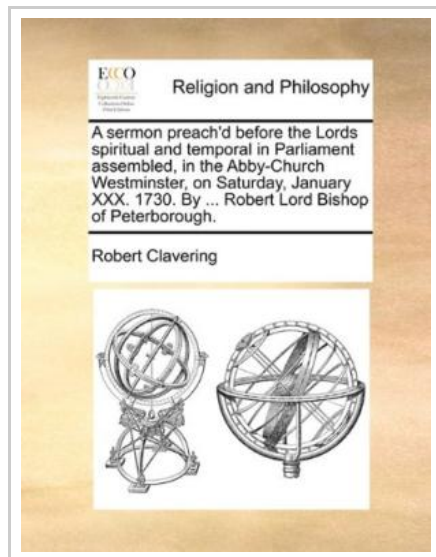 ECCO
Religion and Philosophy
A sermon preach'd before the Lords
spiritual and temporal in Parliament
assembled, in the Abby-Church
Westminster, on Saturday, January
XXX. 1730. By ... Robert Lord Bishop
of Peterborough.
Robert Clavering